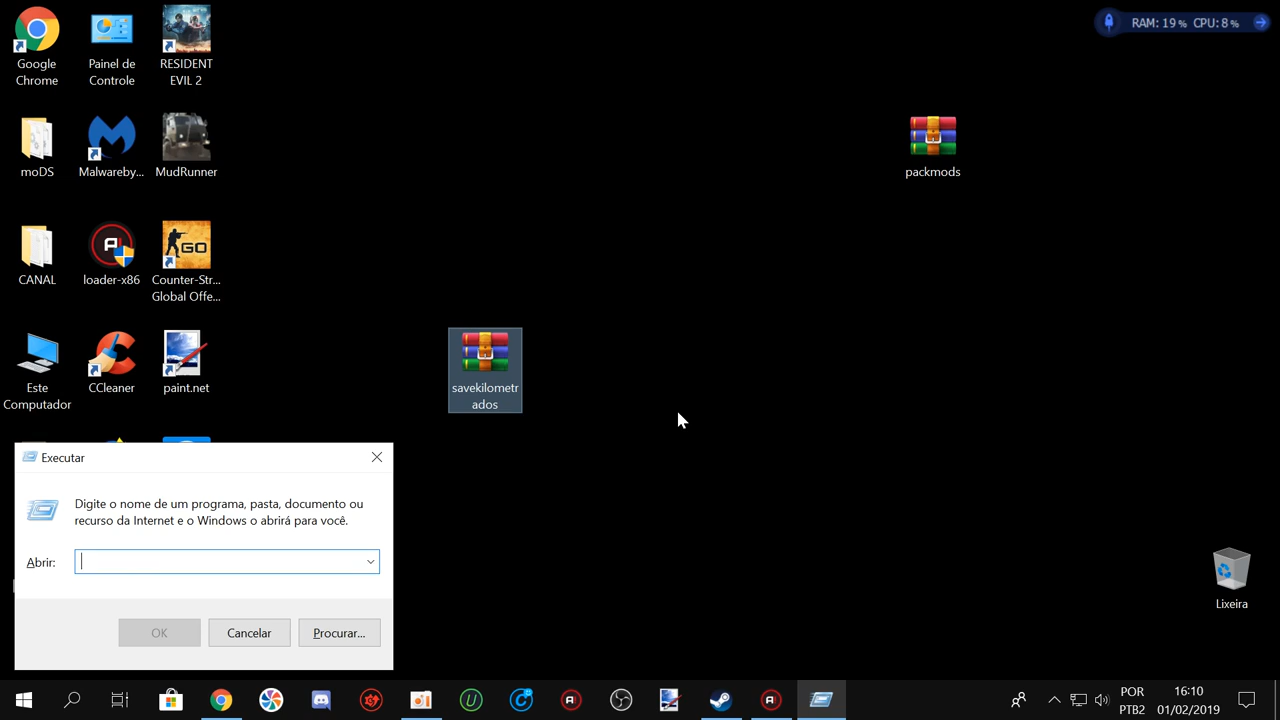 RAM: 19% CPU: 8%
Google
Chrome
Painel de
Controle
RESIDENT
EVIL 2
moDS
Malwareby...
MudRunner
packmods
CANAL
loader-x86
GO
Counter-Str...
Global Offe...
Este
Computador
CCleaner
paint.net
savekilometr
ados
Executar
Digite o nome de um programa, pasta, documento ou
recurso da Internet e o Windows o abrirá para você.
Abrir:
OK
Cancelar
Procurar...
Lixeira
POR
PTB2
16:10
01/02/2019